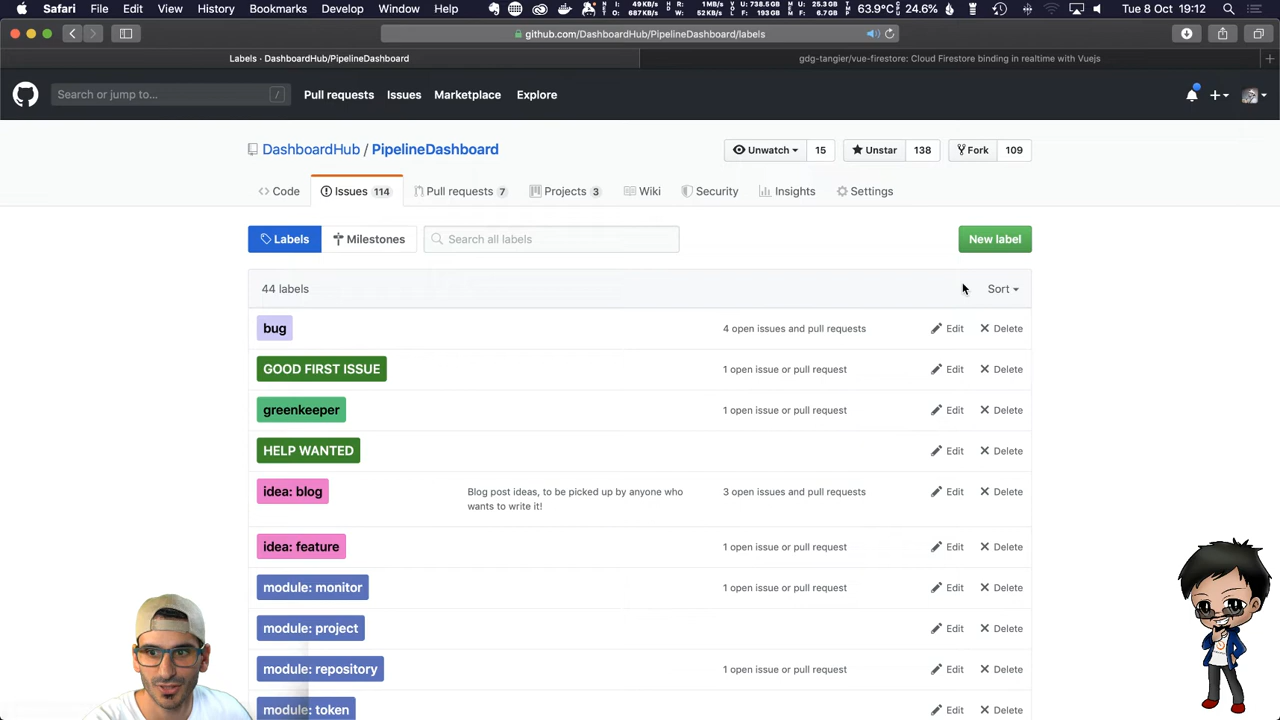 Safari File Edit View History Bookmarks Develop Window Help
63.9°C 24.6% Tue 8 Oct 19:12
github.com/DashboardHub/PipelineDashboard/labels
Labels · DashboardHub/PipelineDashboard
gdg-tangier/vue-firestore: Cloud Firestore binding in realtime with Vuejs
Search or jump to... /
Pull requests Issues Marketplace Explore
DashboardHub / PipelineDashboard
Unwatch 15 Unstar 138 Fork 109
Code Issues 114 Pull requests 7 Projects 3 Wiki Security Insights Settings
Labels Milestones Search all labels New label
44 labels Sort
bug 4 open issues and pull requests Edit Delete
GOOD FIRST ISSUE 1 open issue or pull request Edit Delete
greenkeeper 1 open issue or pull request Edit Delete
HELP WANTED Edit Delete
idea: blog Blog post ideas, to be picked up by anyone who 3 open issues and pull requests Edit Delete
wants to write it!
idea: feature 1 open issue or pull request Edit Delete
module: monitor 1 open issue or pull request Edit Delete
module: project Edit Delete
module: repository 1 open issue or pull request Edit Delete
module: token Edit Delete